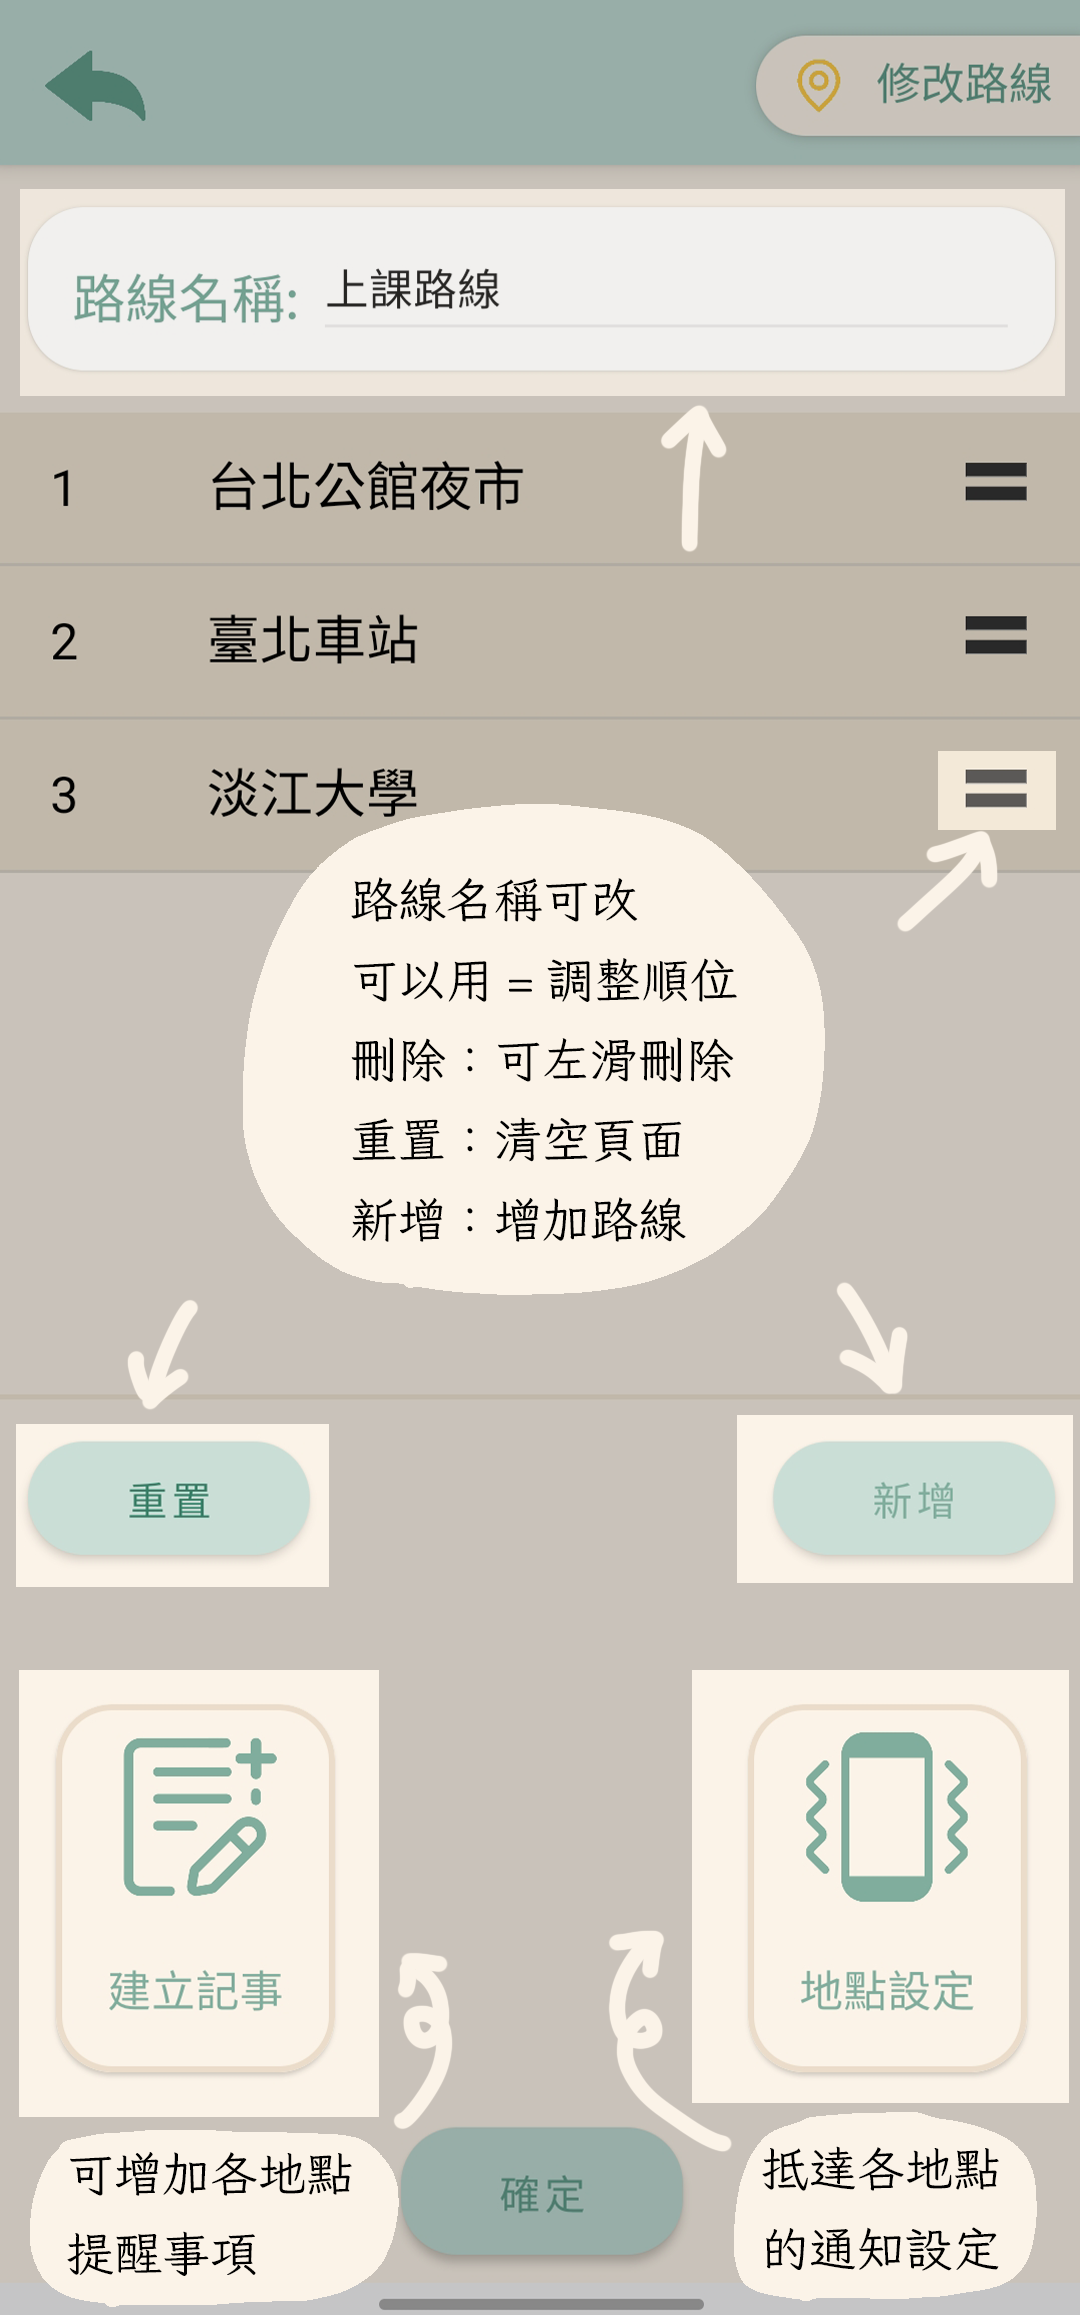 修改路線
路線名稱: 上課路線
1 台北公館夜市
2 臺北車站
3 淡江大學
路線名稱可改
可以用 = 調整順位
刪除：可左滑刪除
重置：清空頁面
新增：增加路線
重置
新增
建立記事
地點設定
可增加各地點
提醒事項
確定
抵達各地點
的通知設定